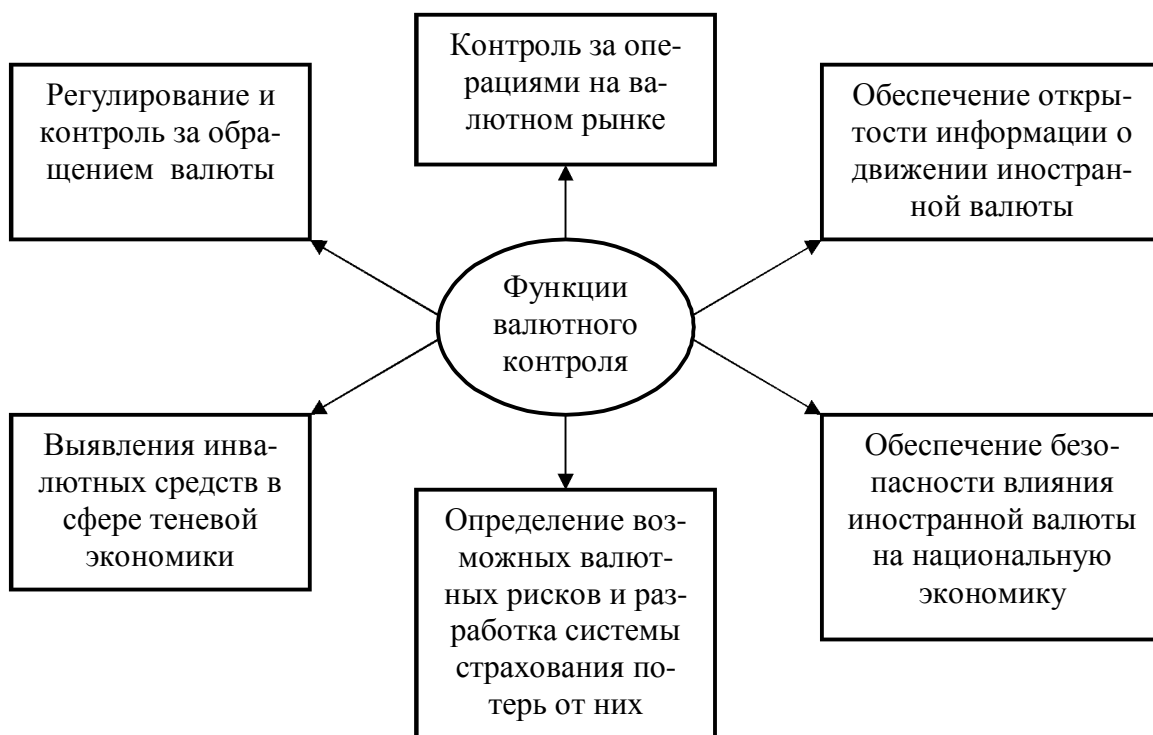 Контроль за опе-
рациями на ва-
лютном рынке
Регулирование и
контроль за обра-
щением валюты
Обеспечение откры-
тости информации о
движении иностран-
ной валюты
Функции
валютного
контроля
Выявления инва-
лютных средств в
сфере теневой
экономики
Определение воз-
можных валют-
ных рисков и раз-
работка системы
страхования по-
терь от них
Обеспечение безо-
пасности влияния
иностранной валюты
на национальную
экономику